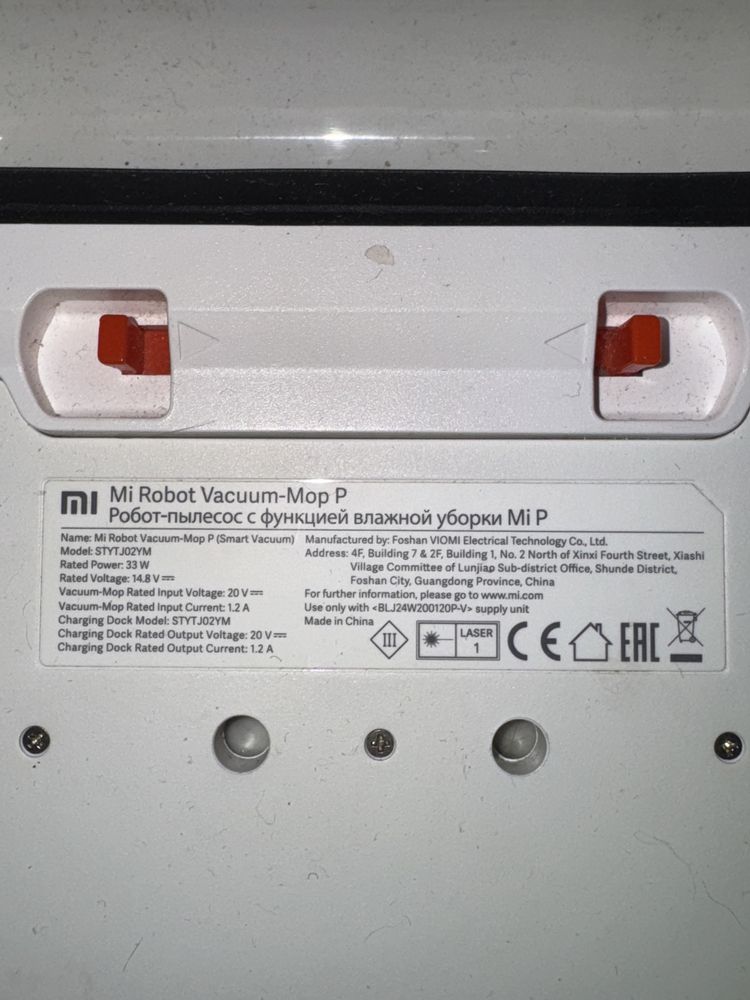 mi Mi Robot Vacuum-Mop P
Робот-пылесос с функцией влажной уборки Mi P
Name: Mi Robot Vacuum-Mop P (Smart Vacuum)
Model: STYTJ02YM
Rated Power: 33 W
Rated Voltage: 14.8 V⎓
Vacuum-Mop Rated Input Voltage: 20 V⎓
Vacuum-Mop Rated Input Current: 1.2 A
Charging Dock Model: STYTJ02YM
Charging Dock Rated Output Voltage: 20 V⎓
Charging Dock Rated Output Current: 1.2 A
Manufactured by: Foshan VIOMI Electrical Technology Co., Ltd.
Address: 4F, Building 7 & 2F, Building 1, No. 2 North of Xinxi Fourth Street, Xiashi
Village Committee of Lunjiap Sub-district Office, Shunde District,
Foshan City, Guangdong Province, China
For further information, please go to www.mi.com
Use only with <BLJ24W200120P-V> supply unit
Made in China
III
LASER
1
CE
EAC